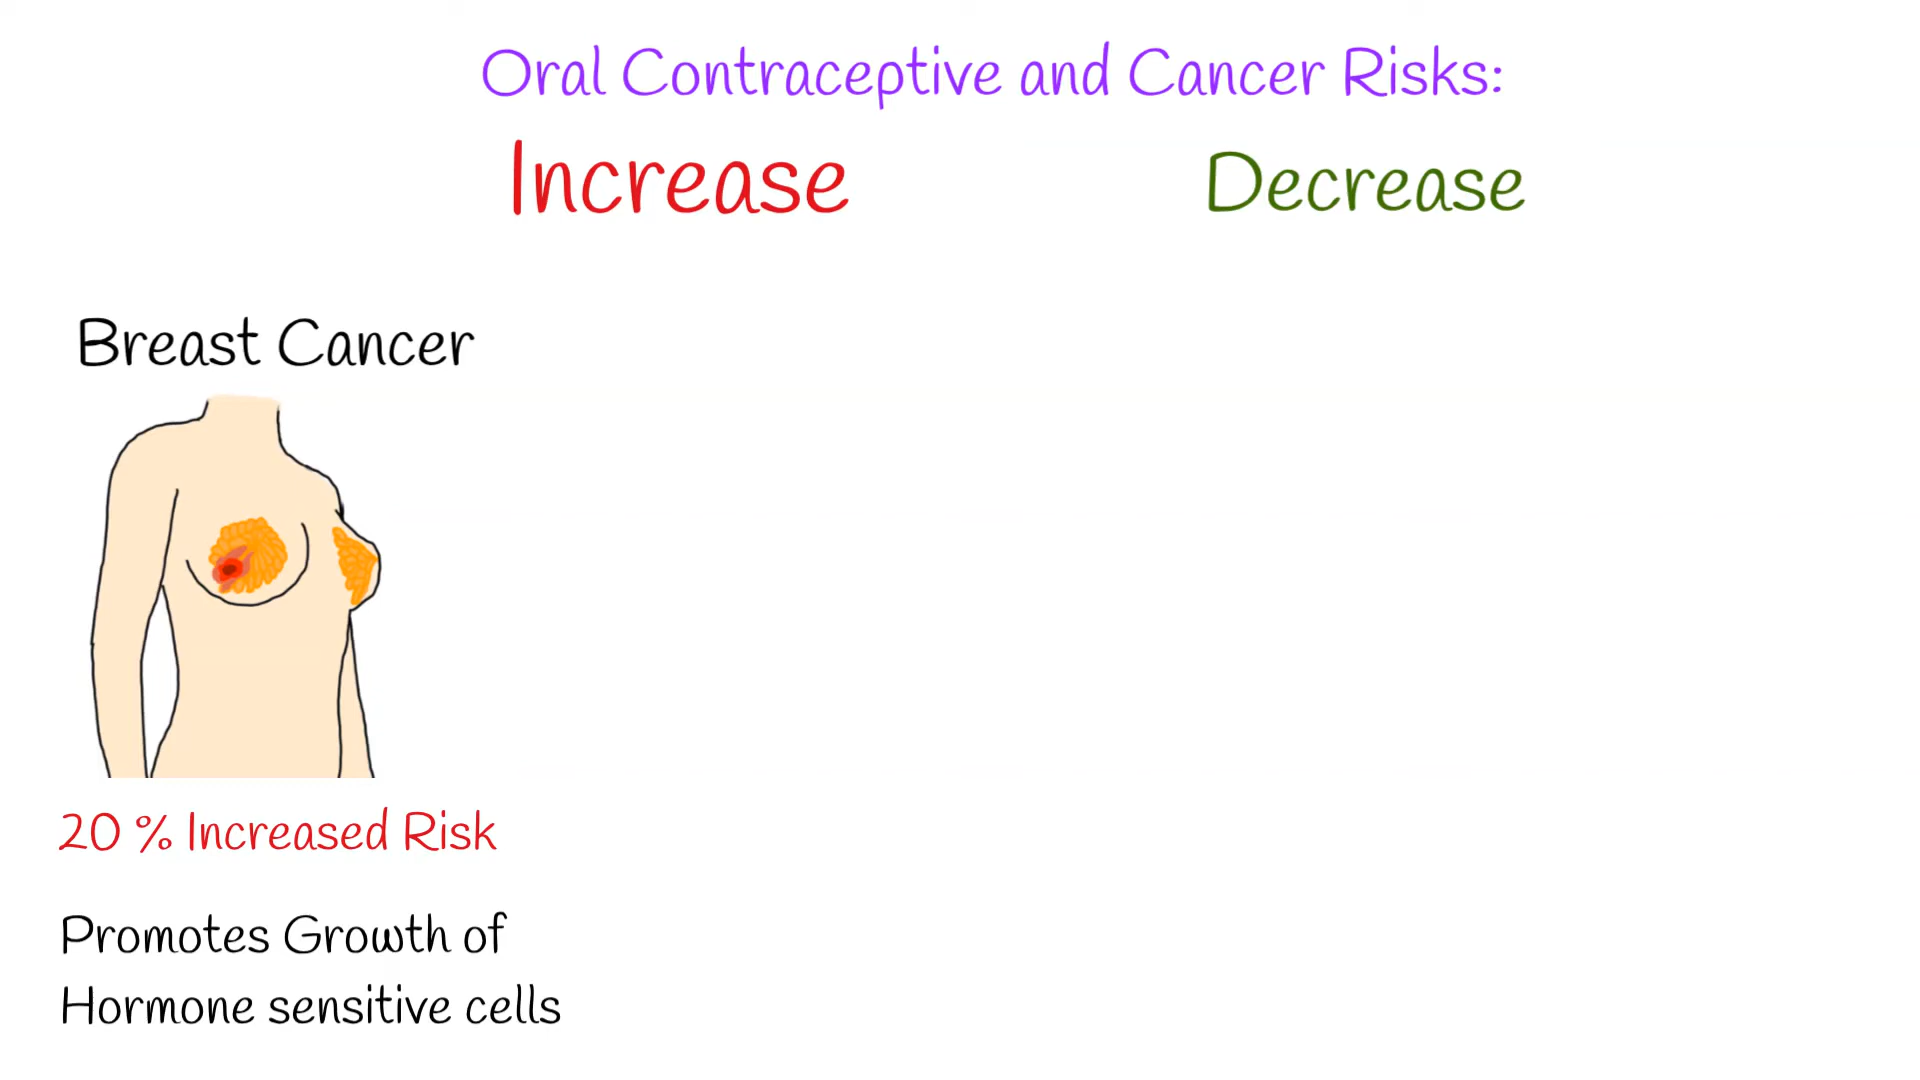 Oral Contraceptive and Cancer Risks:
Increase
Decrease
Breast Cancer
20 % Increased Risk
Promotes Growth of
Hormone sensitive cells